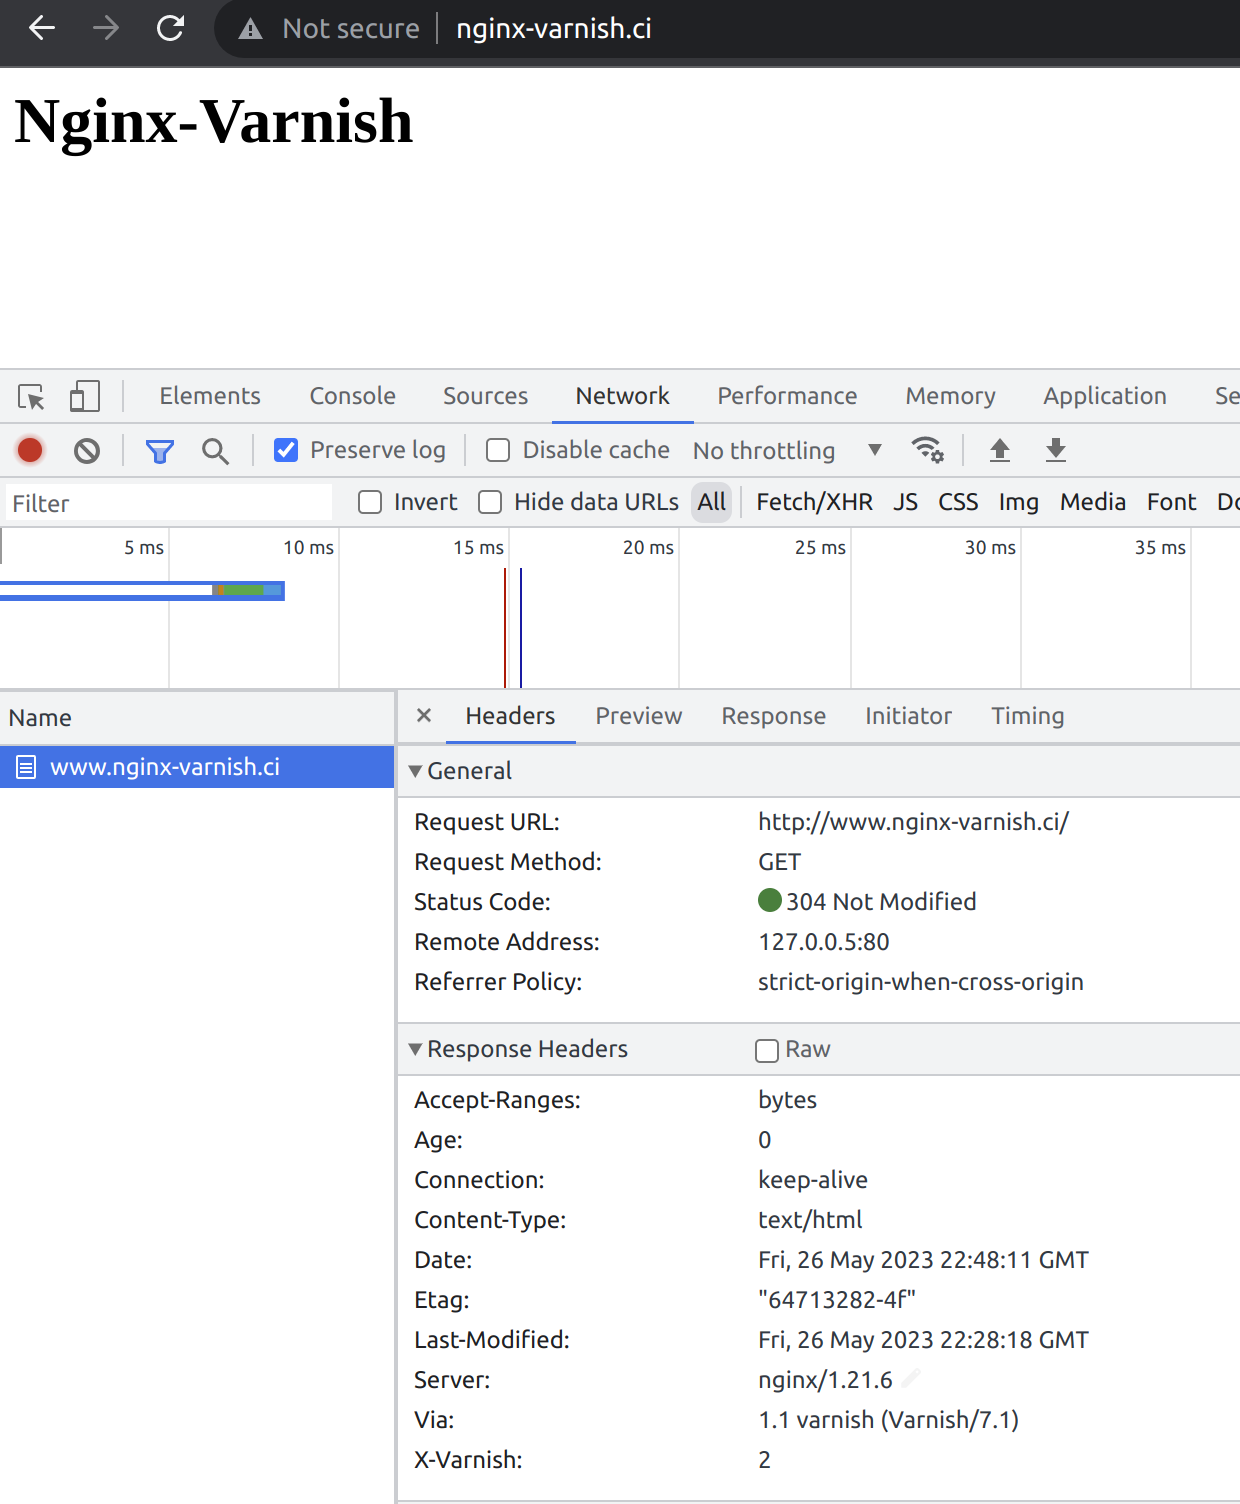 Not secure nginx-varnish.ci
Nginx-Varnish
Elements Console Sources Network Performance Memory Application Se
Preserve log Disable cache No throttling
Filter Invert Hide data URLs All Fetch/XHR JS CSS Img Media Font Do
5 ms 10 ms 15 ms 20 ms 25 ms 30 ms 35 ms
Name × Headers Preview Response Initiator Timing
www.nginx-varnish.ci
General
Request URL: http://www.nginx-varnish.ci/
Request Method: GET
Status Code: 304 Not Modified
Remote Address: 127.0.0.5:80
Referrer Policy: strict-origin-when-cross-origin
Response Headers Raw
Accept-Ranges: bytes
Age: 0
Connection: keep-alive
Content-Type: text/html
Date: Fri, 26 May 2023 22:48:11 GMT
Etag: "64713282-4f"
Last-Modified: Fri, 26 May 2023 22:28:18 GMT
Server: nginx/1.21.6
Via: 1.1 varnish (Varnish/7.1)
X-Varnish: 2